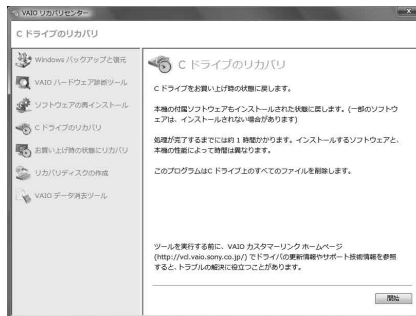 VAIO リカバリセンター
C ドライブのリカバリ
Windows バックアップと復元
VAIO ハードウェア診断ツール
ソフトウェアの再インストール
C ドライブのリカバリ
お買い上げ時の状態にリカバリ
リカバリディスクの作成
VAIO データ消去ツール
C ドライブのリカバリ
C ドライブをお買い上げ時の状態に戻します。
本機の付属ソフトウェアもインストールされた状態に戻します。(一部のソフトウ
ェアは、インストールされない場合があります)
処理が完了するまでには約 1 時間かかります。インストールするソフトウェアと、
本機の性能によって時間は異なります。
このプログラムは C ドライブ上のすべてのファイルを削除します。
ツールを実行する前に、VAIO カスタマーリンク ホームページ
(http://vcl.vaio.sony.co.jp/) でドライバの更新情報やサポート技術情報を参照
すると、トラブルの解決に役立つことがあります。
開始